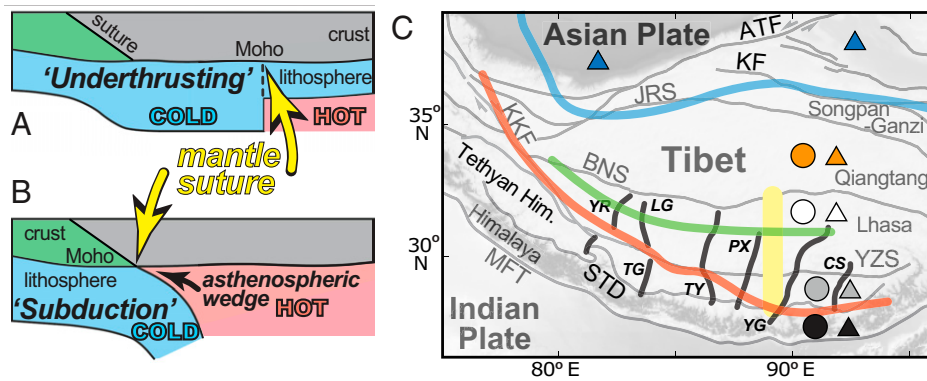 A
suture
Moho
crust
'Underthrusting'
lithosphere
COLD
HOT
mantle
suture
B
crust
Moho
lithosphere
asthenospheric
wedge
'Subduction'
HOT
COLD
C
Asian Plate
ATF
KF
JRS
Songpan
-Ganzi
35°
N
KKF
BNS
Tibet
Qiangtang
Tethyan Him.
YR
LG
Lhasa
Himalaya
30°
N
PX
YZS
MFT
STD
TG
TY
CS
YG
Indian
Plate
80°E
90°E